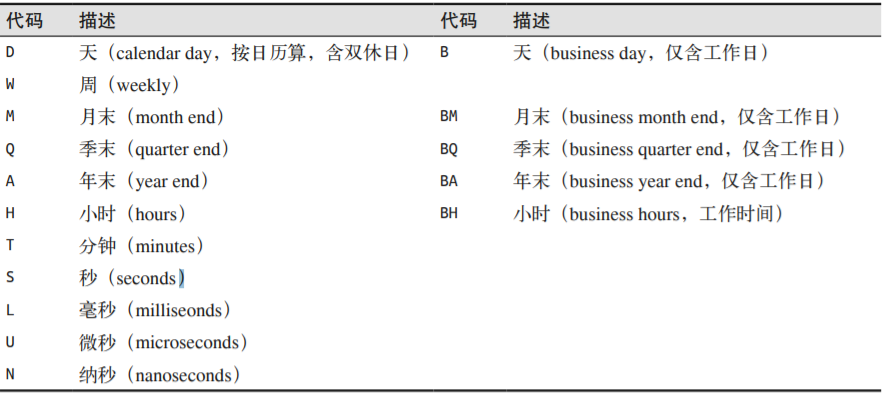 代码 描述 代码 描述
D 天（calendar day，按日历算，含双休日） B 天（business day，仅含工作日）
W 周（weekly）
M 月末（month end） BM 月末（business month end，仅含工作日）
Q 季末（quarter end） BQ 季末（business quarter end，仅含工作日）
A 年末（year end） BA 年末（business year end，仅含工作日）
H 小时（hours） BH 小时（business hours，工作时间）
T 分钟（minutes）
S 秒（seconds）
L 毫秒（milliseonds）
U 微秒（microseconds）
N 纳秒（nanoseconds）